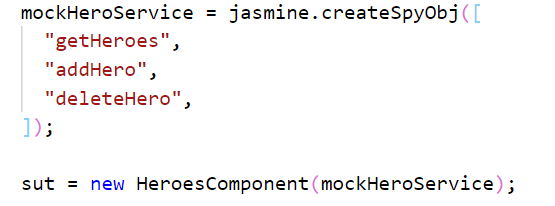 mockHeroService = jasmine.createSpyObj([
"getHeroes",
"addHero",
"deleteHero",
]);
sut = new HeroesComponent(mockHeroService);